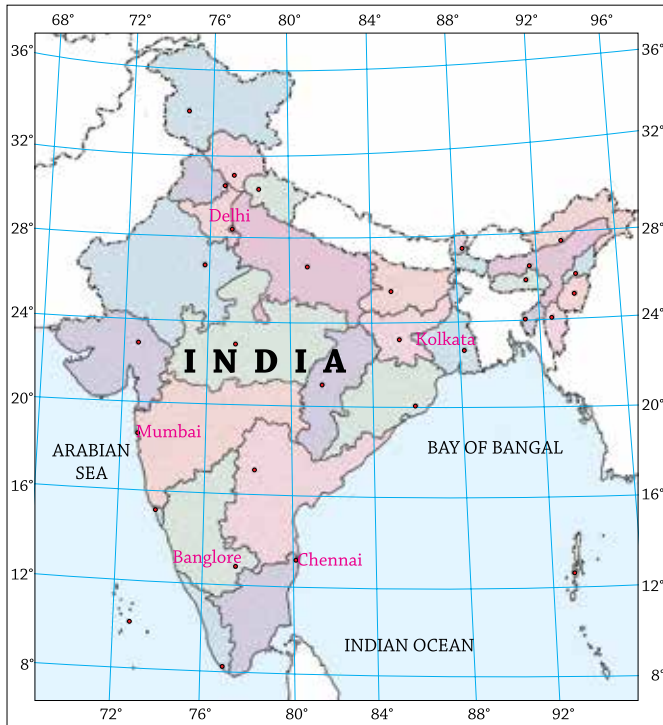 68° 72° 76° 80° 84° 88° 92° 96°
36° 36°
32° 32°
Delhi
28° 28°
24° 24°
Kolkata
INDIA
20° 20°
Mumbai
ARABIAN
SEA
BAY OF BANGAL
16° 16°
Banglore
Chennai
12° 12°
INDIAN OCEAN
8° 8°
72° 76° 80° 84° 88° 92°